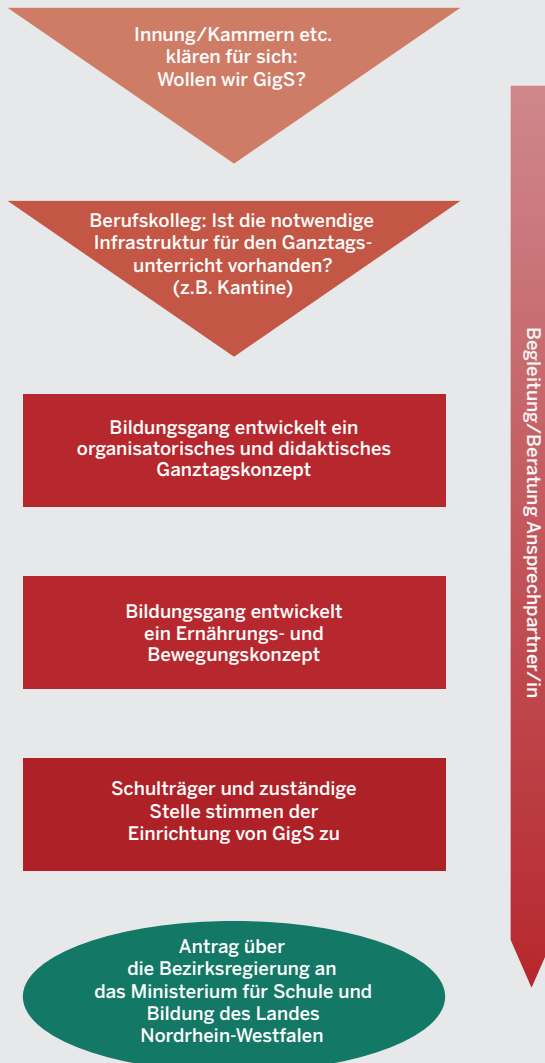 Innung/Kammern etc.
klären für sich:
Wollen wir GigS?
Berufskolleg: Ist die notwendige
Infrastruktur für den Ganztags-
unterricht vorhanden?
(z.B. Kantine)
Bildungsgang entwickelt ein
organisatorisches und didaktisches
Ganztagskonzept
Bildungsgang entwickelt
ein Ernährungs- und
Bewegungskonzept
Schulträger und zuständige
Stelle stimmen der
Einrichtung von GigS zu
Antrag über
die Bezirksregierung an
das Ministerium für Schule und
Bildung des Landes
Nordrhein-Westfalen
Begleitung/Beratung Ansprechpartner/in